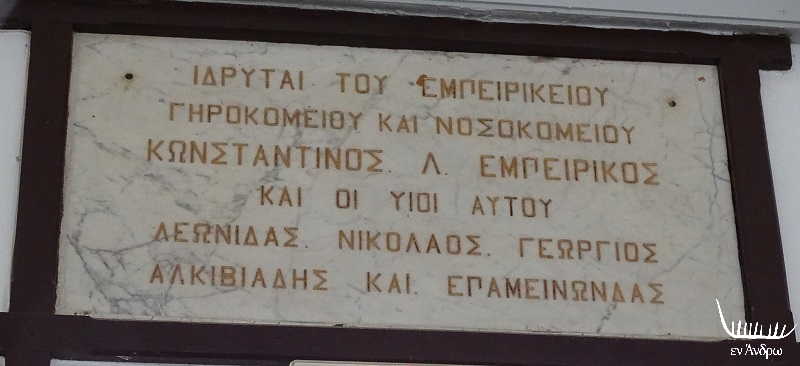 ΙΔΡΥΤΑΙ ΤΟΥ ΕΜΠΕΙΡΙΚΕΙΟΥ
ΓΗΡΟΚΟΜΕΙΟΥ ΚΑΙ ΝΟΣΟΚΟΜΕΙΟΥ
ΚΩΝΣΤΑΝΤΙΝΟΣ. Λ. ΕΜΠΕΙΡΙΚΟΣ
ΚΑΙ ΟΙ ΥΙΟΙ ΑΥΤΟΥ
ΛΕΩΝΙΔΑΣ. ΝΙΚΟΛΑΟΣ. ΓΕΩΡΓΙΟΣ
ΑΛΚΙΒΙΑΔΗΣ ΚΑΙ. ΕΠΑΜΕΙΝΩΝΔΑΣ
εν Άνδρω